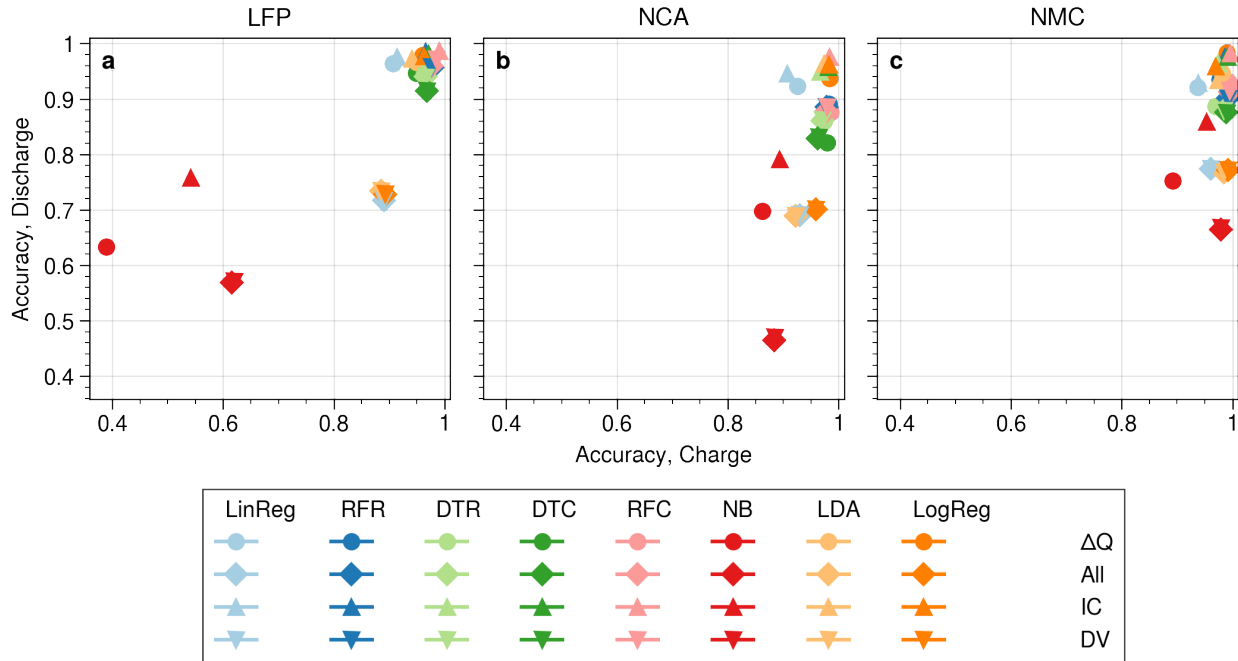 LFP NCA NMC
a b c
1
0.9
0.8
0.7
0.6
0.5
0.4
Accuracy, Discharge
0.4 0.6 0.8 1 0.4 0.6 0.8 1 0.4 0.6 0.8 1
Accuracy, Charge
LinReg RFR DTR DTC RFC NB LDA LogReg
ΔQ
All
IC
DV